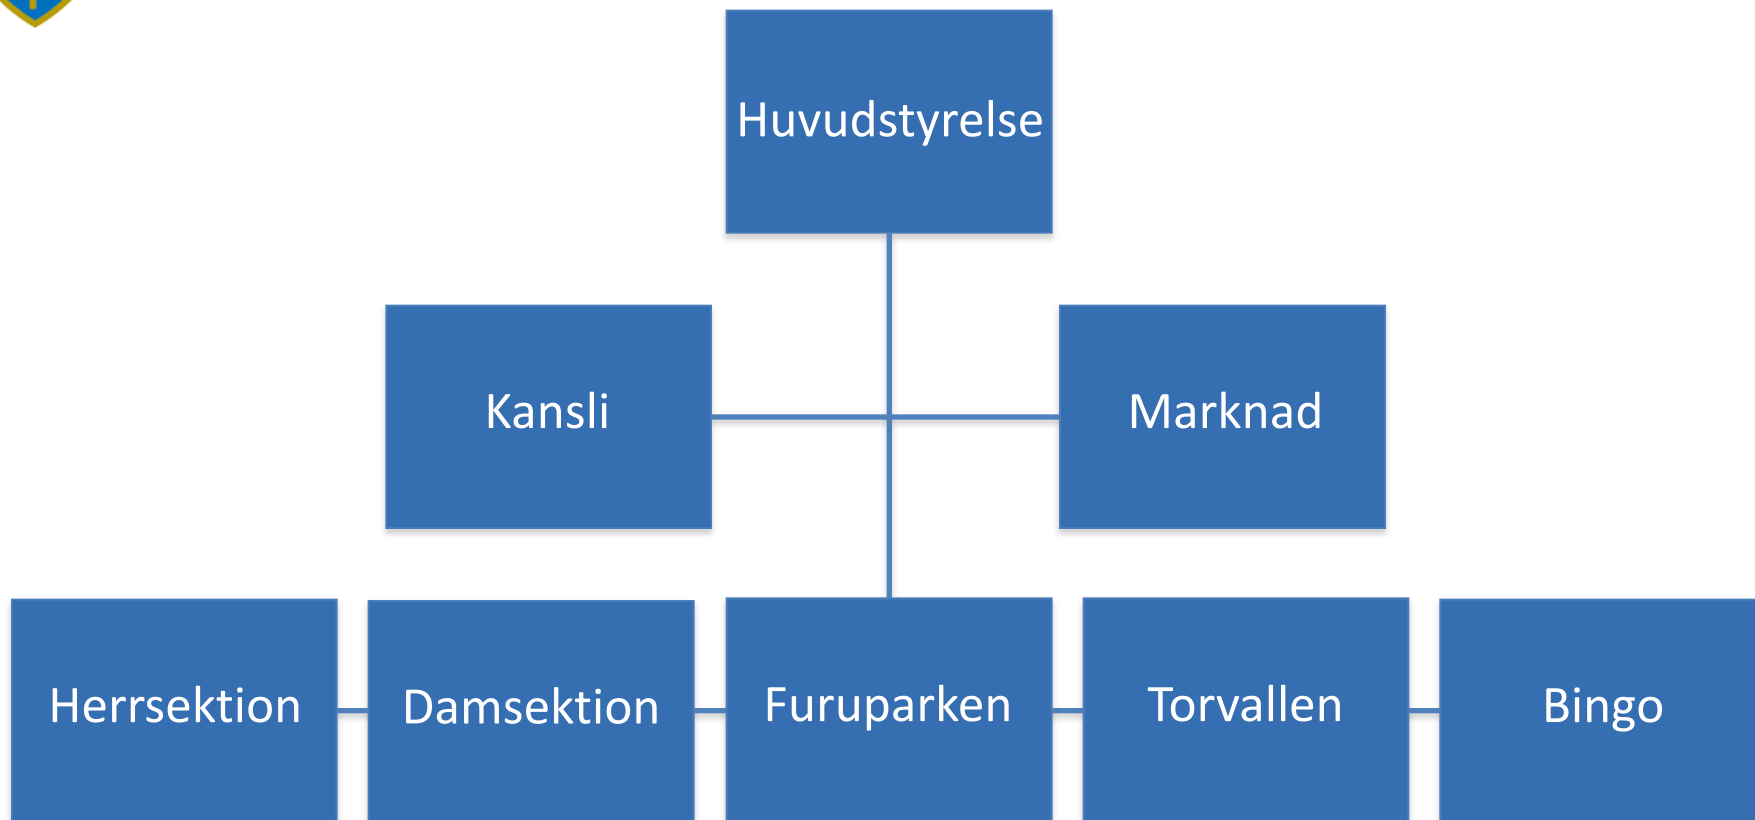 Huvudstyrelse
Kansli
Marknad
Herrsektion
Damsektion
Furuparken
Torvallen
Bingo